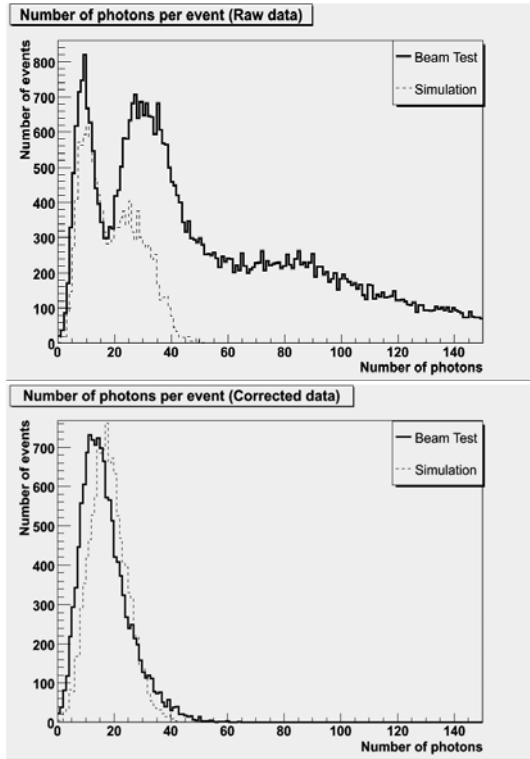 Number of photons per event (Raw data)
Number of events
800
700
600
500
400
300
200
100
0
0 20 40 60 80 100 120 140
Number of photons
Beam Test
Simulation
Number of photons per event (Corrected data)
Number of events
700
600
500
400
300
200
100
0
0 20 40 60 80 100 120 140
Number of photons
Beam Test
Simulation